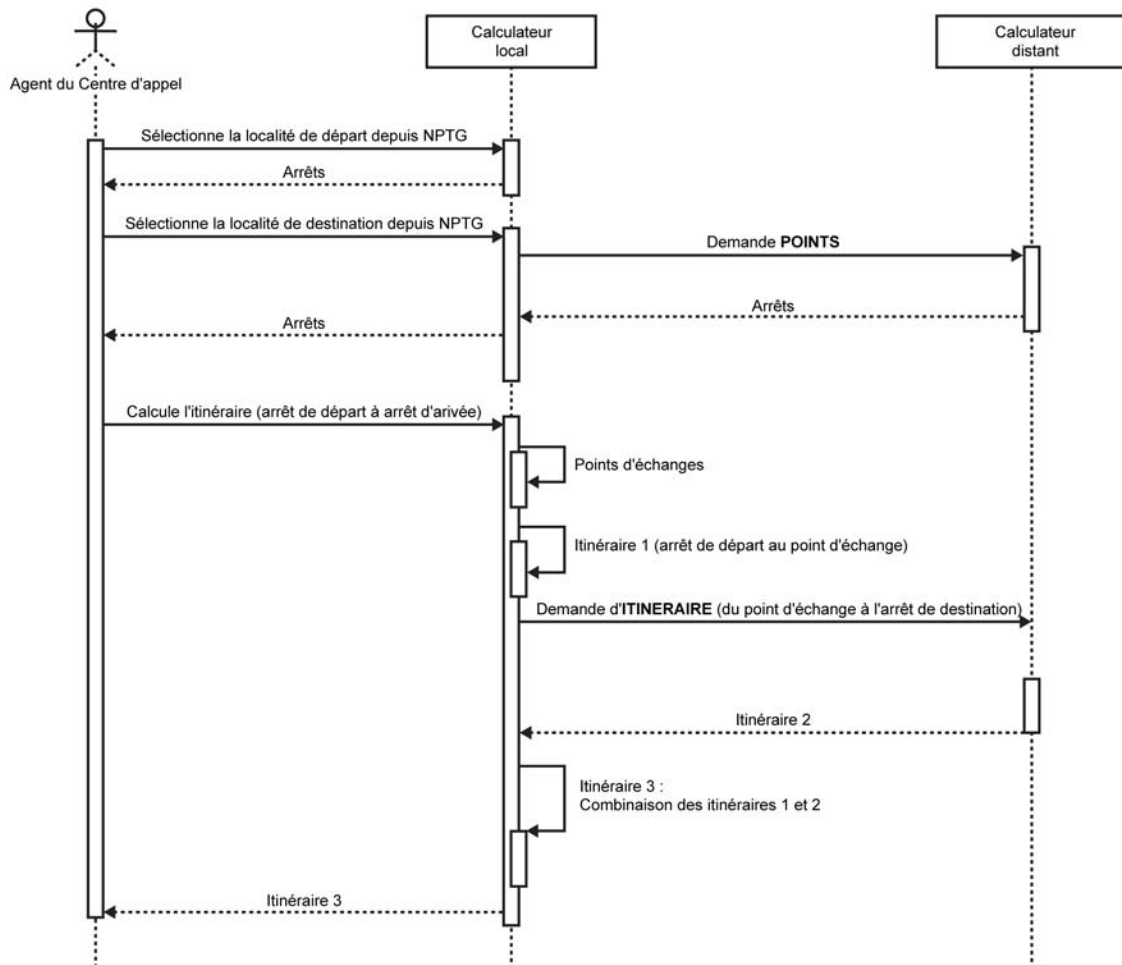 Calculateur
local
Calculateur
distant
Agent du Centre d'appel
Sélectionne la localité de départ depuis NPTG
Arrêts
Sélectionne la localité de destination depuis NPTG
Demande POINTS
Arrêts
Arrêts
Calcule l'itinéraire (arrêt de départ à arrêt d'arivée)
Points d'échanges
Itinéraire 1 (arrêt de départ au point d'échange)
Demande d'ITINERAIRE (du point d'échange à l'arrêt de destination)
Itinéraire 2
Itinéraire 3 :
Combinaison des itinéraires 1 et 2
Itinéraire 3